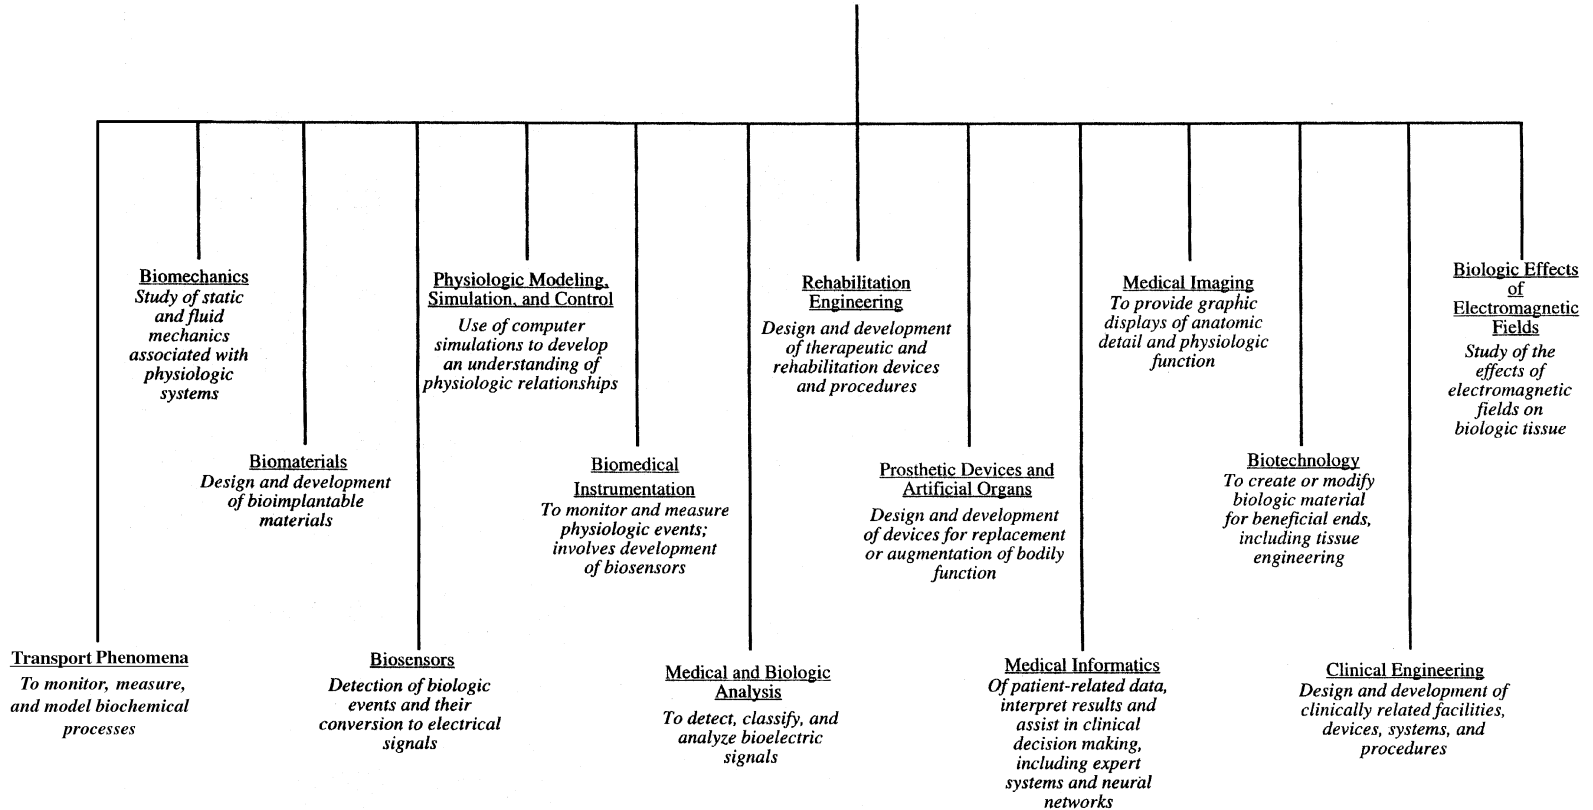 Biomechanics
Study of static
and fluid
mechanics
associated with
physiologic
systems
Physiologic Modeling,
Simulation, and Control
Use of computer
simulations to develop
an understanding of
physiologic relationships
Rehabilitation
Engineering
Design and development
of therapeutic and
rehabilitation devices
and procedures
Medical Imaging
To provide graphic
displays of anatomic
detail and physiologic
function
Biologic Effects
of
Electromagnetic
Fields
Study of the
effects of
electromagnetic
fields on
biologic tissue
Biomaterials
Design and development
of bioimplantable
materials
Biomedical
Instrumentation
To monitor and measure
physiologic events;
involves development
of biosensors
Prosthetic Devices and
Artificial Organs
Design and development
of devices for replacement
or augmentation of bodily
function
Biotechnology
To create or modify
biologic material
for beneficial ends,
including tissue
engineering
Transport Phenomena
To monitor, measure,
and model biochemical
processes
Biosensors
Detection of biologic
events and their
conversion to electrical
signals
Medical and Biologic
Analysis
To detect, classify, and
analyze bioelectric
signals
Medical Informatics
Of patient-related data,
interpret results and
assist in clinical
decision making,
including expert
systems and neural
networks
Clinical Engineering
Design and development of
clinically related facilities,
devices, systems, and
procedures